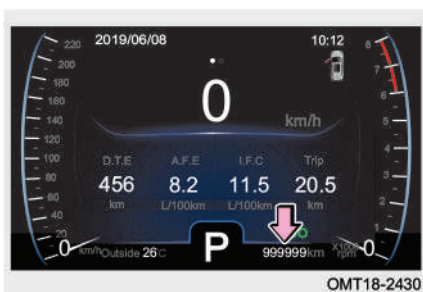 2019/06/08 10:12
220
200
180
160
140
120
100
80
60
40
20
0
km/h
8
7
6
5
4
3
2
1
0
X1000
rpm
0
km/h
D.T.E A.F.E I.F.C Trip
456 8.2 11.5 20.5
km L/100km L/100km km
Outside 26°C P 999999km
OMT18-2430